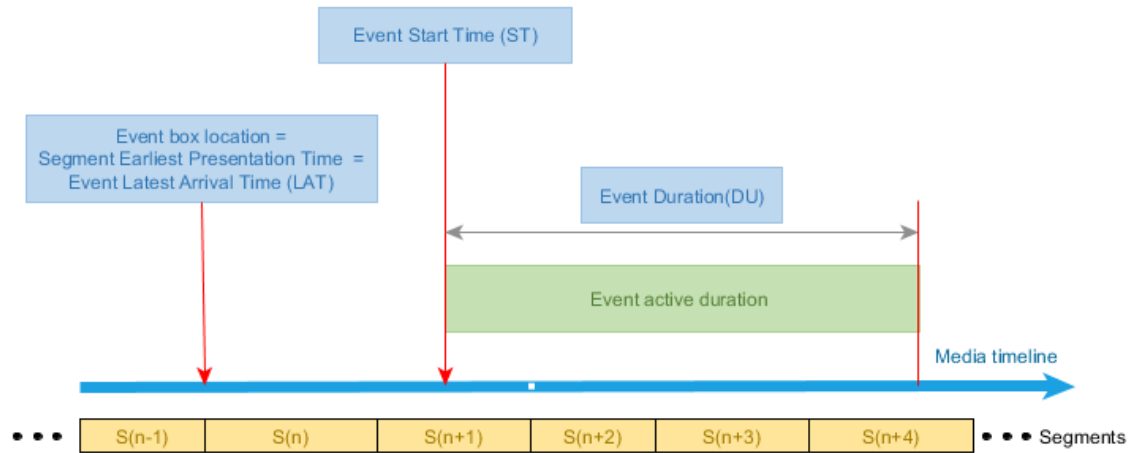 Event Start Time (ST)
Event box location =
Segment Earliest Presentation Time =
Event Latest Arrival Time (LAT)
Event Duration(DU)
Event active duration
Media timeline
S(n-1) S(n) S(n+1) S(n+2) S(n+3) S(n+4) Segments